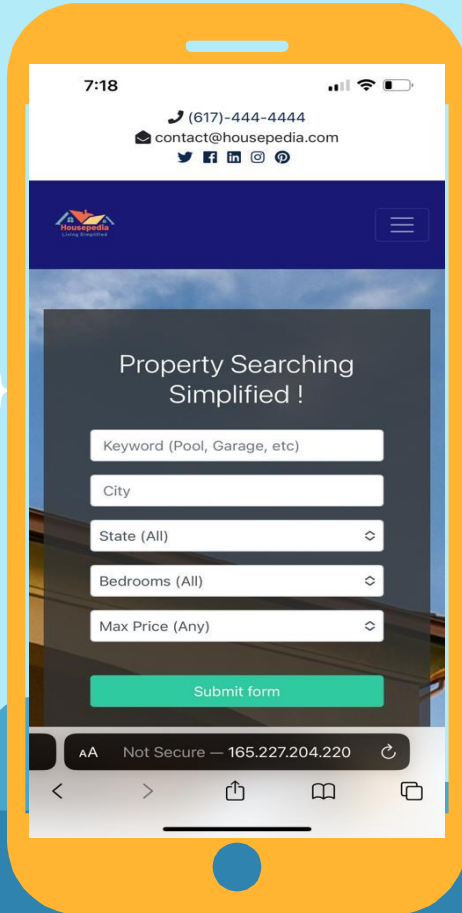 7:18
(617)-444-4444
contact@housepedia.com
Housepedia
Living Simplified
Property Searching
Simplified !
Keyword (Pool, Garage, etc)
City
State (All)
Bedrooms (All)
Max Price (Any)
Submit form
AA Not Secure — 165.227.204.220